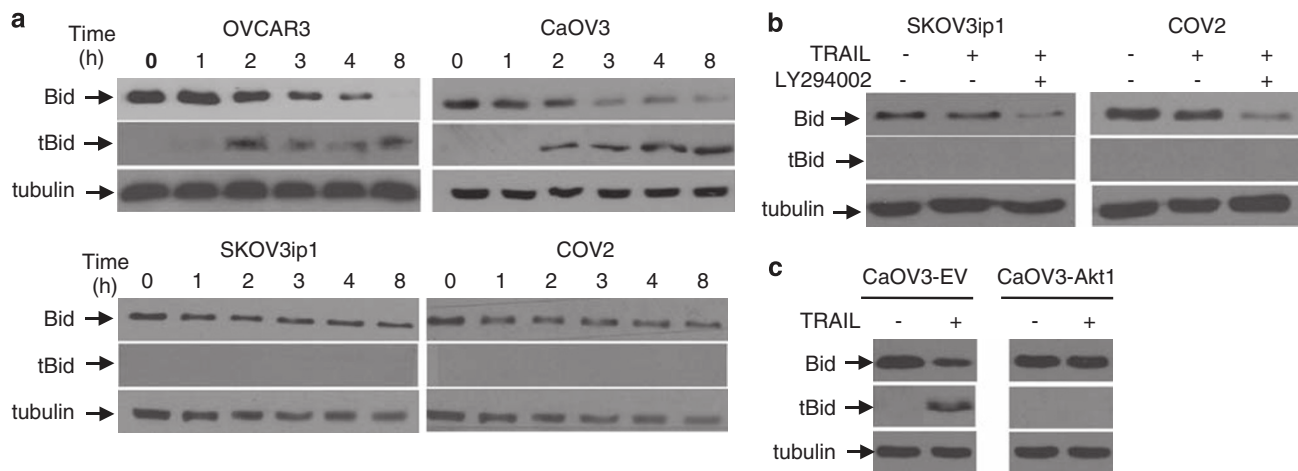 a
OVCAR3
CaOV3
Time (h)
0 1 2 3 4 8
0 1 2 3 4 8
Bid
tBid
tubulin
SKOV3ip1
COV2
Time (h)
0 1 2 3 4 8
0 1 2 3 4 8
Bid
tBid
tubulin
b
SKOV3ip1
COV2
TRAIL - + + - + +
LY294002 - - + - - +
Bid
tBid
tubulin
c
CaOV3-EV
CaOV3-Akt1
TRAIL - + - +
Bid
tBid
tubulin